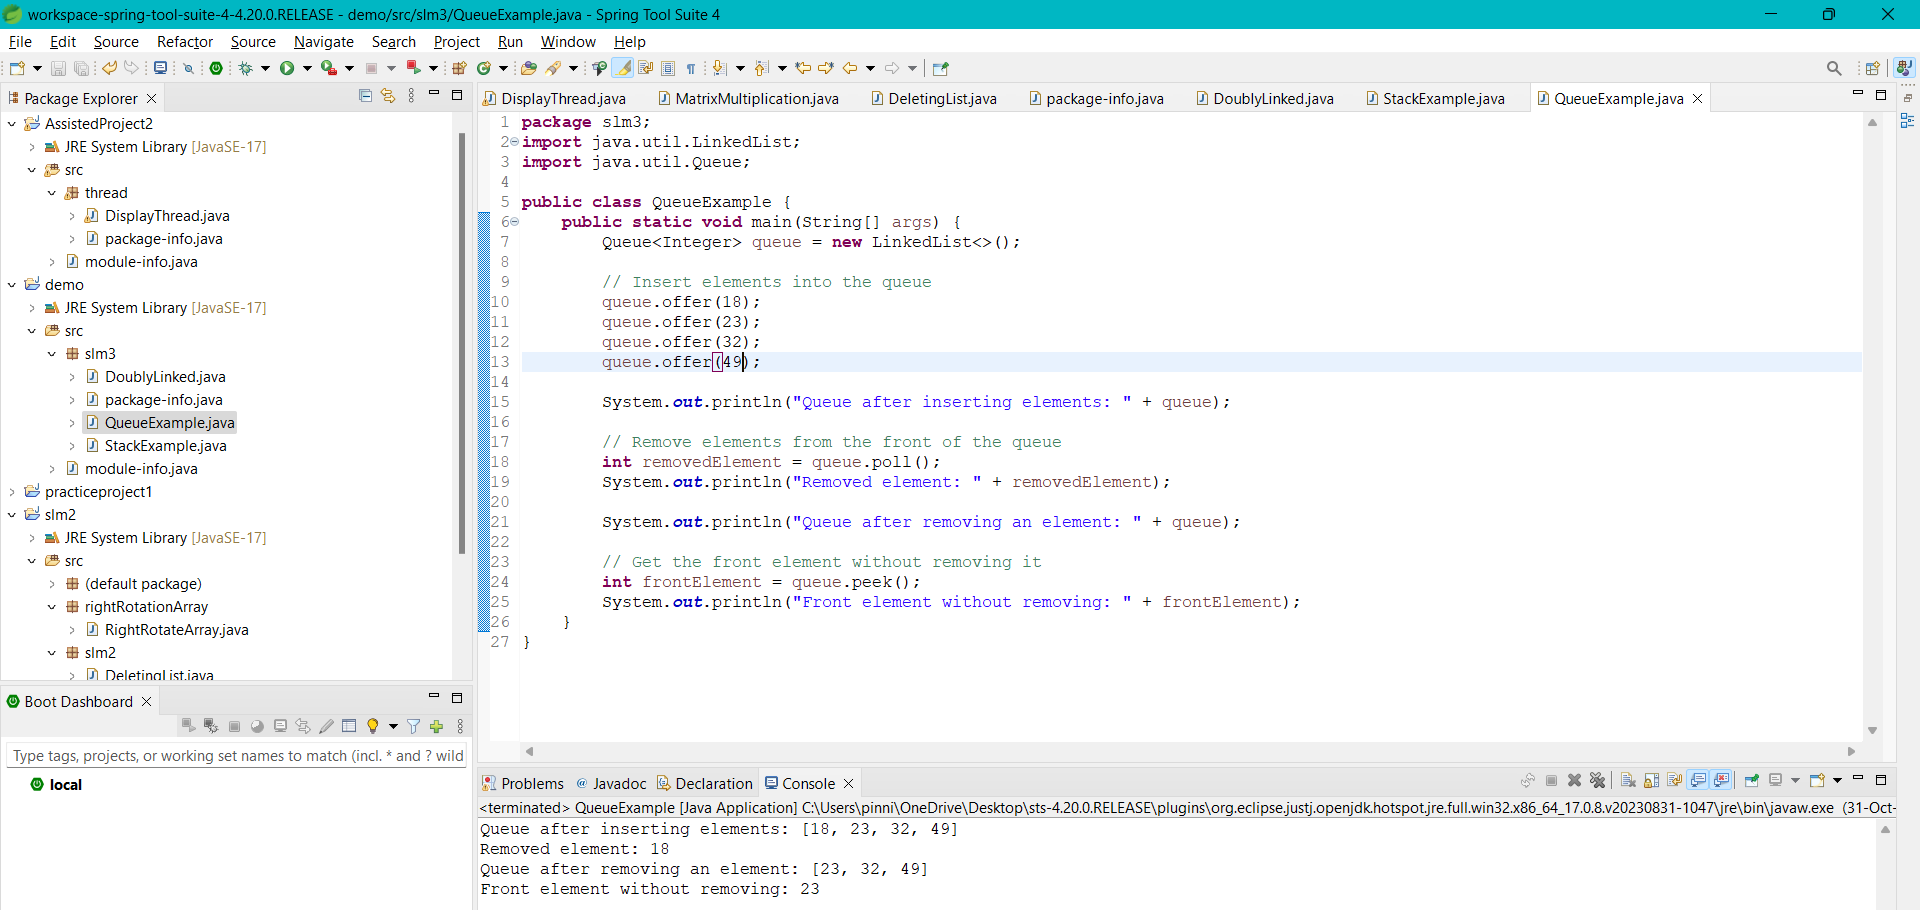 workspace-spring-tool-suite-4-4.20.0.RELEASE - demo/src/slm3/QueueExample.java - Spring Tool Suite 4
File Edit Source Refactor Source Navigate Search Project Run Window Help
Package Explorer
AssistedProject2
JRE System Library [JavaSE-17]
src
thread
DisplayThread.java
package-info.java
module-info.java
demo
JRE System Library [JavaSE-17]
src
slm3
DoublyLinked.java
package-info.java
QueueExample.java
StackExample.java
module-info.java
practiceproject1
slm2
JRE System Library [JavaSE-17]
src
(default package)
rightRotationArray
RightRotateArray.java
slm2
DeletingList.java
Boot Dashboard
Type tags, projects, or working set names to match (incl. * and ? wild
local
DisplayThread.java MatrixMultiplication.java DeletingList.java package-info.java DoublyLinked.java StackExample.java QueueExample.java
1 package slm3;
2 import java.util.LinkedList;
3 import java.util.Queue;
4
5 public class QueueExample {
6 public static void main(String[] args) {
7 Queue<Integer> queue = new LinkedList<>();
8
9 // Insert elements into the queue
10 queue.offer(18);
11 queue.offer(23);
12 queue.offer(32);
13 queue.offer(49);
14
15 System.out.println("Queue after inserting elements: " + queue);
16
17 // Remove elements from the front of the queue
18 int removedElement = queue.poll();
19 System.out.println("Removed element: " + removedElement);
20
21 System.out.println("Queue after removing an element: " + queue);
22
23 // Get the front element without removing it
24 int frontElement = queue.peek();
25 System.out.println("Front element without removing: " + frontElement);
26 }
27 }
Problems Javadoc Declaration Console
<terminated> QueueExample [Java Application] C:\Users\pinni\OneDrive\Desktop\sts-4.20.0.RELEASE\plugins\org.eclipse.justj.openjdk.hotspot.jre.full.win32.x86_64_17.0.8.v20230831-1047\jre\bin\javaw.exe (31-Oct-
Queue after inserting elements: [18, 23, 32, 49]
Removed element: 18
Queue after removing an element: [23, 32, 49]
Front element without removing: 23